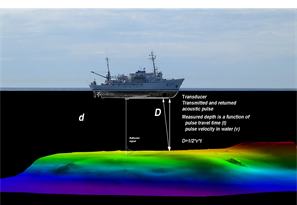 Transducer
Transmitted and returned
acoustic pulse
d
D
Measured depth is a function of
pulse travel time (t)
pulse velocity in water (v)
D=1/2*v*t